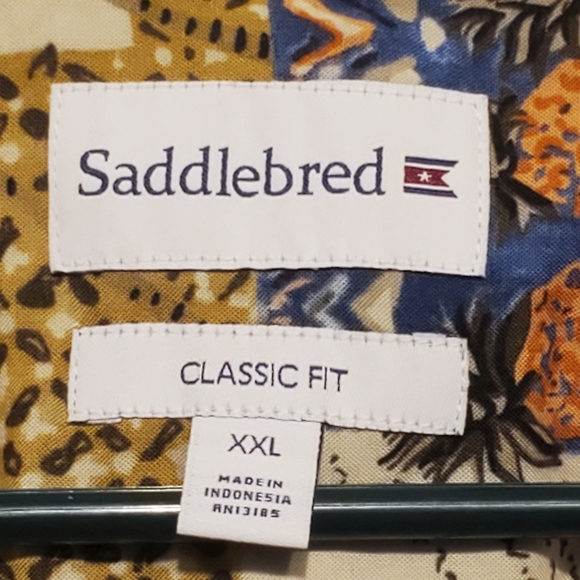 Saddlebred
CLASSIC FIT
XXL
MADE IN
INDONESIA
RN13185